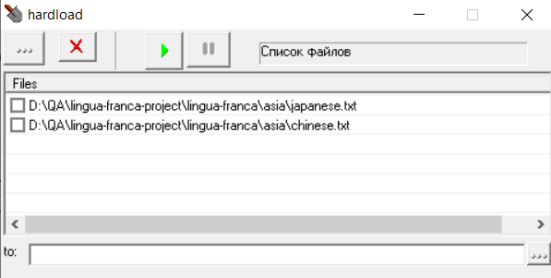 hardload
...
Список файлов
Files
D:\QA\lingua-franca-project\lingua-franca\asia\japanese.txt
D:\QA\lingua-franca-project\lingua-franca\asia\chinese.txt
to:
...